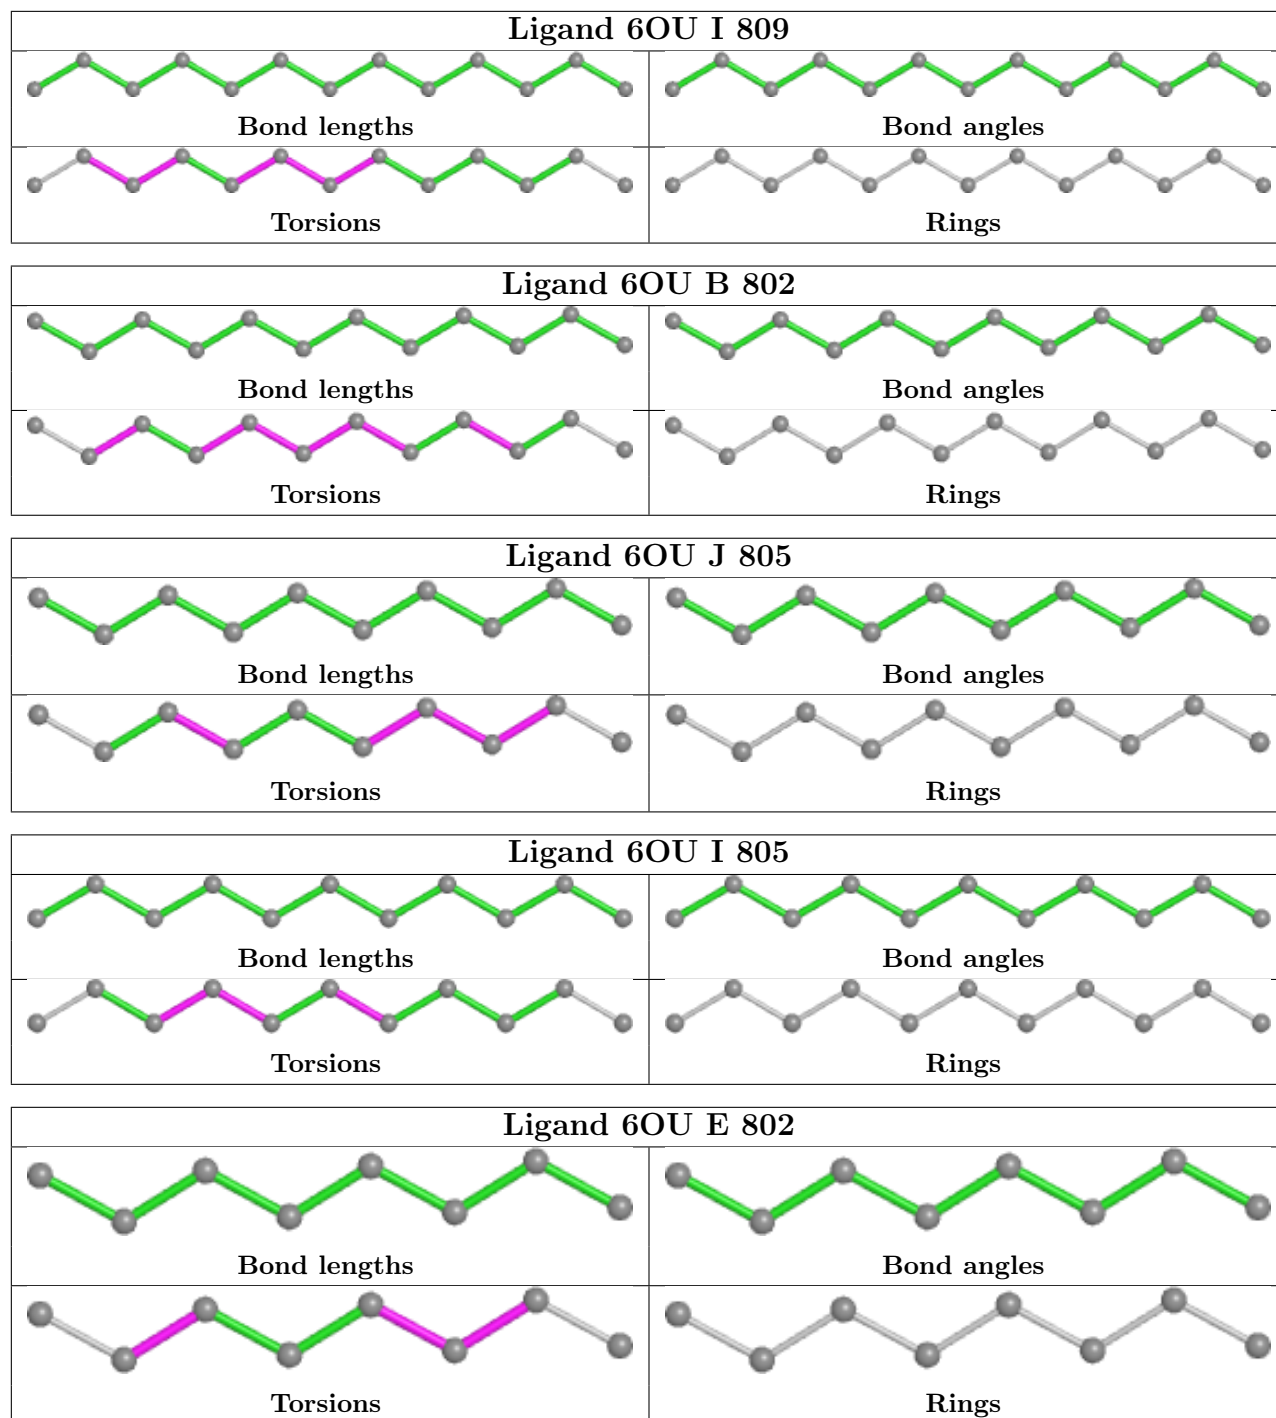 Ligand 6OU I 809
Bond lengths Bond angles
Torsions Rings
Ligand 6OU B 802
Bond lengths Bond angles
Torsions Rings
Ligand 6OU J 805
Bond lengths Bond angles
Torsions Rings
Ligand 6OU I 805
Bond lengths Bond angles
Torsions Rings
Ligand 6OU E 802
Bond lengths Bond angles
Torsions Rings